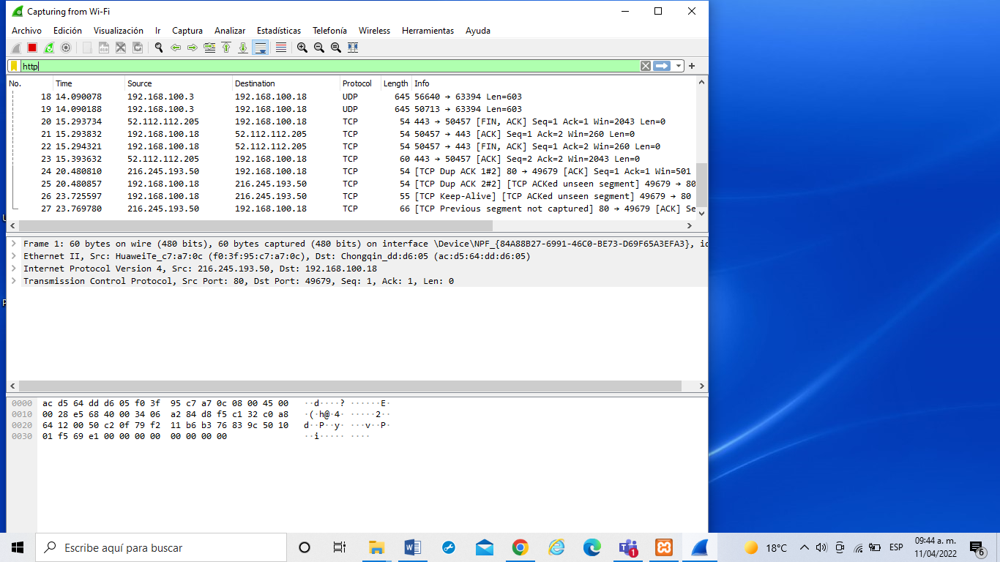 Capturing from Wi-Fi
Archivo Edición Visualización Ir Captura Analizar Estadísticas Telefonía Wireless Herramientas Ayuda
http
No. Time Source Destination Protocol Length Info
18 14.090078 192.168.100.3 192.168.100.18 UDP 645 56640 → 63394 Len=603
19 14.090188 192.168.100.3 192.168.100.18 UDP 645 50713 → 63394 Len=603
20 15.293734 52.112.112.205 192.168.100.18 TCP 54 443 → 50457 [FIN, ACK] Seq=1 Ack=1 Win=2043 Len=0
21 15.293832 192.168.100.18 52.112.112.205 TCP 54 50457 → 443 [ACK] Seq=1 Ack=2 Win=260 Len=0
22 15.294321 192.168.100.18 52.112.112.205 TCP 54 50457 → 443 [FIN, ACK] Seq=1 Ack=2 Win=260 Len=0
23 15.393632 52.112.112.205 192.168.100.18 TCP 60 443 → 50457 [ACK] Seq=2 Ack=2 Win=2043 Len=0
24 20.480810 216.245.193.50 192.168.100.18 TCP 54 [TCP Dup ACK 1#2] 80 → 49679 [ACK] Seq=1 Ack=1 Win=501
25 20.480857 192.168.100.18 216.245.193.50 TCP 54 [TCP Dup ACK 2#2] [TCP ACKed unseen segment] 49679 → 80
26 23.725597 192.168.100.18 216.245.193.50 TCP 55 [TCP Keep-Alive] [TCP ACKed unseen segment] 49679 → 80
27 23.769780 216.245.193.50 192.168.100.18 TCP 66 [TCP Previous segment not captured] 80 → 49679 [ACK] Se
Frame 1: 60 bytes on wire (480 bits), 60 bytes captured (480 bits) on interface \Device\NPF_{84A88B27-6991-46C0-BE73-D69F65A3EFA3}, id
Ethernet II, Src: HuaweiTe_c7:a7:0c (f0:3f:95:c7:a7:0c), Dst: Chongqin_dd:d6:05 (ac:d5:64:dd:d6:05)
Internet Protocol Version 4, Src: 216.245.193.50, Dst: 192.168.100.18
Transmission Control Protocol, Src Port: 80, Dst Port: 49679, Seq: 1, Ack: 1, Len: 0
0000 ac d5 64 dd d6 05 f0 3f 95 c7 a7 0c 08 00 45 00 ··d····? ······E·
0010 00 28 e5 68 40 00 34 06 a2 84 d8 f5 c1 32 c0 a8 ·(·h@·4· ·····2··
0020 64 12 00 50 c2 0f 79 f2 11 b6 b3 76 83 9c 50 10 d··P··y· ···v··P·
0030 01 f5 69 e1 00 00 00 00 00 00 00 00 ··i····· ····
Escribe aquí para buscar
1
18°C
ESP
09:44 a. m.
11/04/2022
6